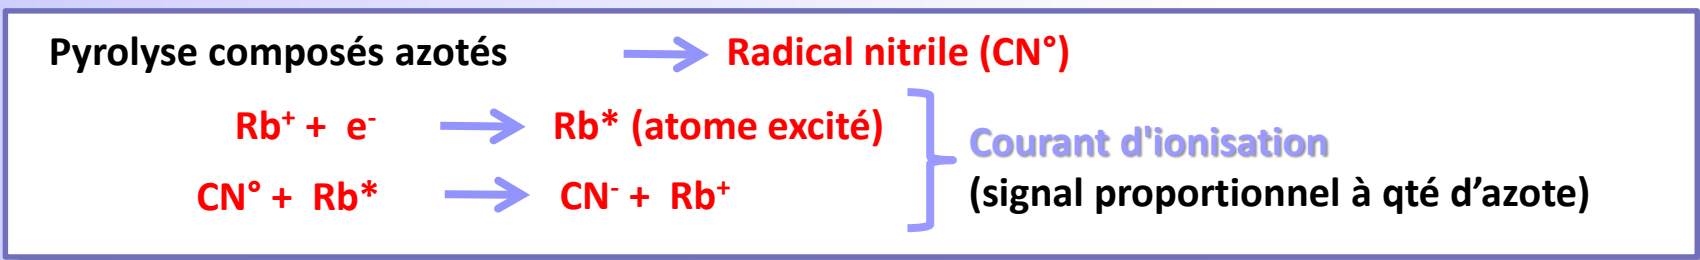 Pyrolyse composés azotés → Radical nitrile (CN°)
Rb⁺ + e⁻ → Rb* (atome excité)
CN° + Rb* → CN⁻ + Rb⁺
Courant d'ionisation
(signal proportionnel à qté d’azote)